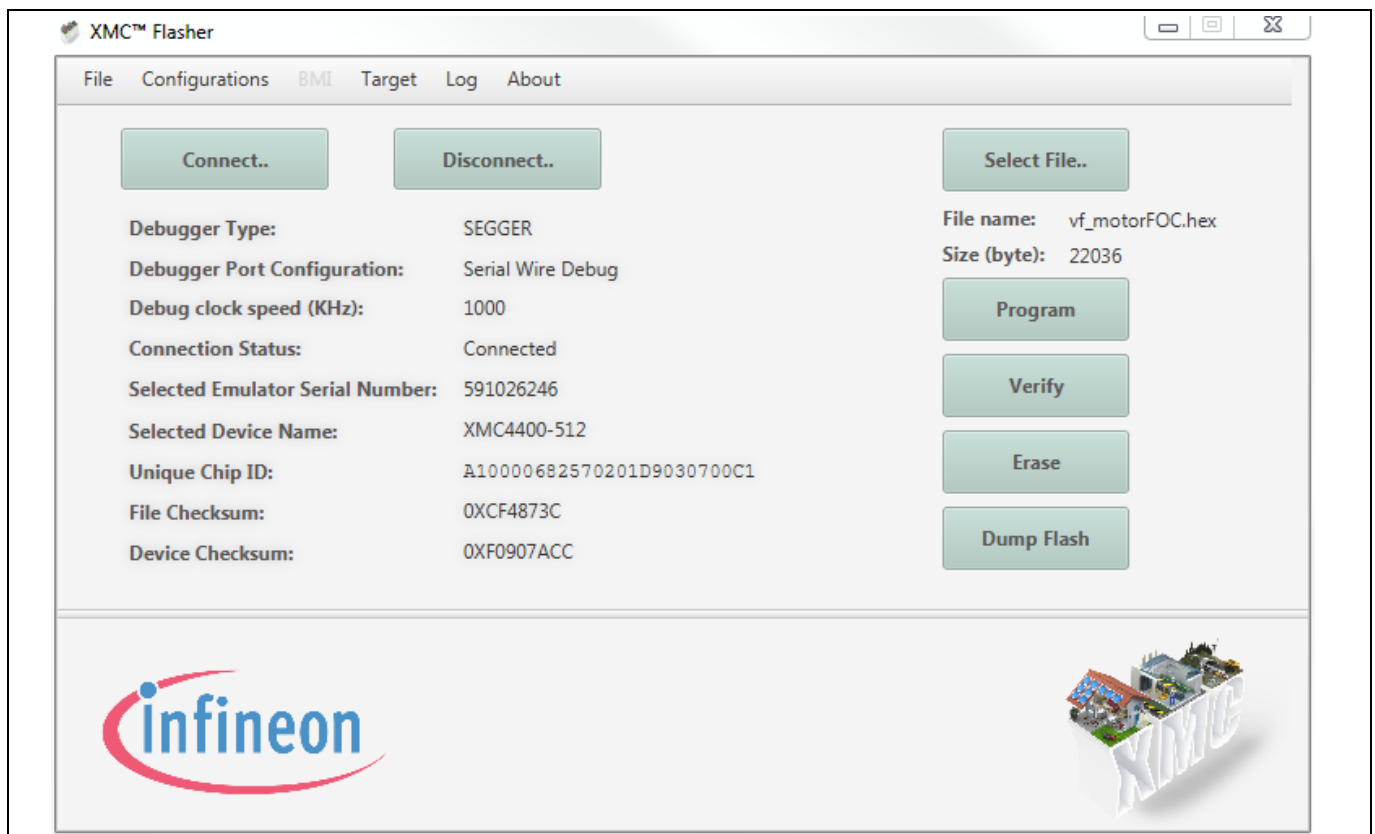 XMC™ Flasher
File Configurations BMI Target Log About
Connect.. Disconnect.. Select File..
Debugger Type: SEGGER File name: vf_motorFOC.hex
Debugger Port Configuration: Serial Wire Debug Size (byte): 22036
Debug clock speed (KHz): 1000 Program
Connection Status: Connected
Selected Emulator Serial Number: 591026246 Verify
Selected Device Name: XMC4400-512
Unique Chip ID: A10000682570201D9030700C1 Erase
File Checksum: 0XCF4873C
Device Checksum: 0XF0907ACC Dump Flash
infineon
XMC